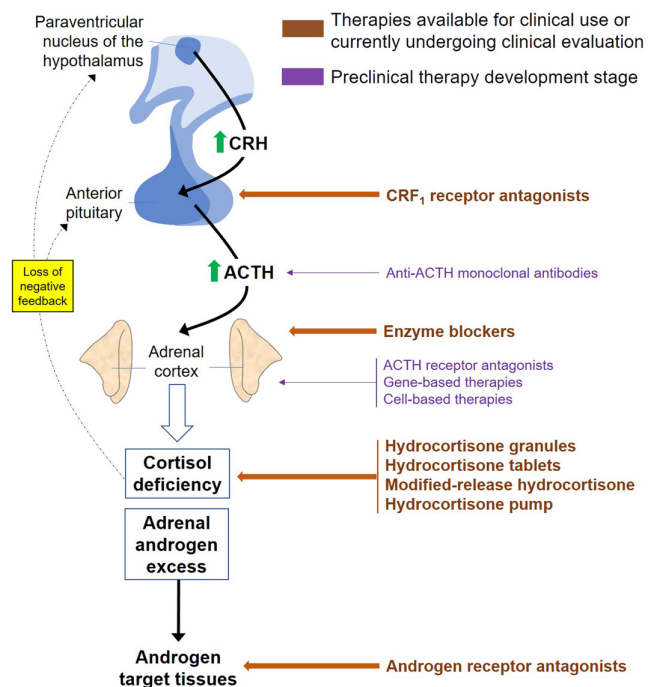 Paraventricular
nucleus of the
hypothalamus
Therapies available for clinical use or
currently undergoing clinical evaluation
Preclinical therapy development stage
CRH
Anterior
pituitary
CRF₁ receptor antagonists
Loss of
negative
feedback
ACTH
Anti-ACTH monoclonal antibodies
Enzyme blockers
Adrenal
cortex
ACTH receptor antagonists
Gene-based therapies
Cell-based therapies
Cortisol
deficiency
Hydrocortisone granules
Hydrocortisone tablets
Modified-release hydrocortisone
Hydrocortisone pump
Adrenal
androgen
excess
Androgen
target tissues
Androgen receptor antagonists